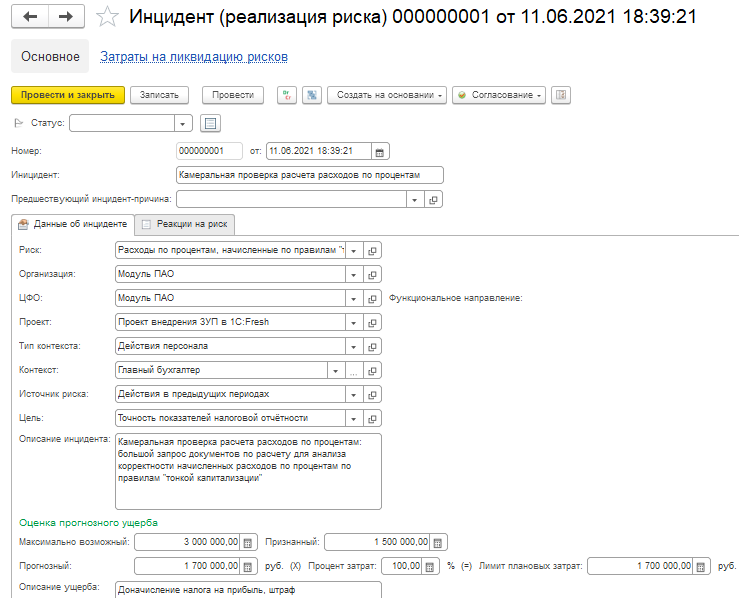 Инцидент (реализация риска) 000000001 от 11.06.2021 18:39:21
Основное Затраты на ликвидацию рисков
Провести и закрыть Записать Провести Дт Кт Создать на основании Согласование
Статус:
Номер: 000000001 от: 11.06.2021 18:39:21
Иницидент: Камеральная проверка расчета расходов по процентам
Предшествующий инцидент-причина:
Данные об инциденте Реакции на риск
Риск: Расходы по процентам, начисленные по правилам "т
Организация: Модуль ПАО
ЦФО: Модуль ПАО Функциональное направление:
Проект: Проект внедрения ЗУП в 1С:Fresh
Тип контекста: Действия персонала
Контекст: Главный бухгалтер ...
Источник риска: Действия в предыдущих периодах
Цель: Точность показателей налоговой отчётности
Описание инцидента: Камеральная проверка расчета расходов по процентам:
большой запрос документов по расчету для анализа
корректности начисленных расходов по процентам по
правилам "тонкой капитализации"
Оценка прогнозного ущерба
Максимально возможный: 3 000 000,00 Признанный: 1 500 000,00
Прогнозный: 1 700 000,00 руб. (X) Процент затрат: 100,00 % (=) Лимит плановых затрат: 1 700 000,00 руб.
Описание ущерба: Доначисление налога на прибыль, штраф